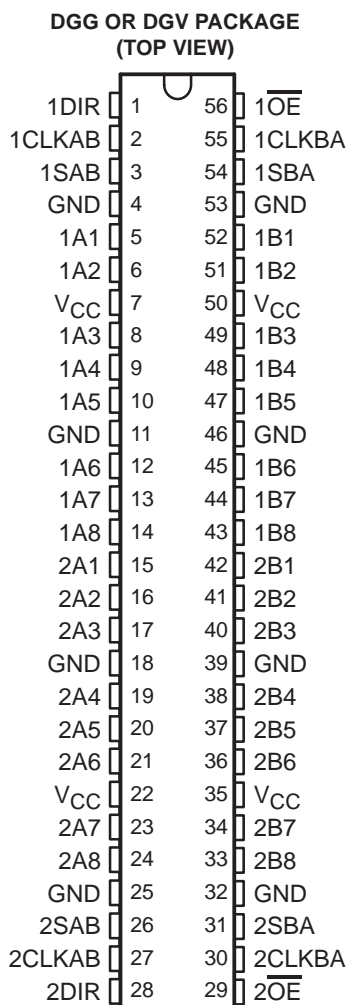 DGG OR DGV PACKAGE
(TOP VIEW)
1DIR 1 56 1O̅E̅
1CLKAB 2 55 1CLKBA
1SAB 3 54 1SBA
GND 4 53 GND
1A1 5 52 1B1
1A2 6 51 1B2
VCC 7 50 VCC
1A3 8 49 1B3
1A4 9 48 1B4
1A5 10 47 1B5
GND 11 46 GND
1A6 12 45 1B6
1A7 13 44 1B7
1A8 14 43 1B8
2A1 15 42 2B1
2A2 16 41 2B2
2A3 17 40 2B3
GND 18 39 GND
2A4 19 38 2B4
2A5 20 37 2B5
2A6 21 36 2B6
VCC 22 35 VCC
2A7 23 34 2B7
2A8 24 33 2B8
GND 25 32 GND
2SAB 26 31 2SBA
2CLKAB 27 30 2CLKBA
2DIR 28 29 2O̅E̅